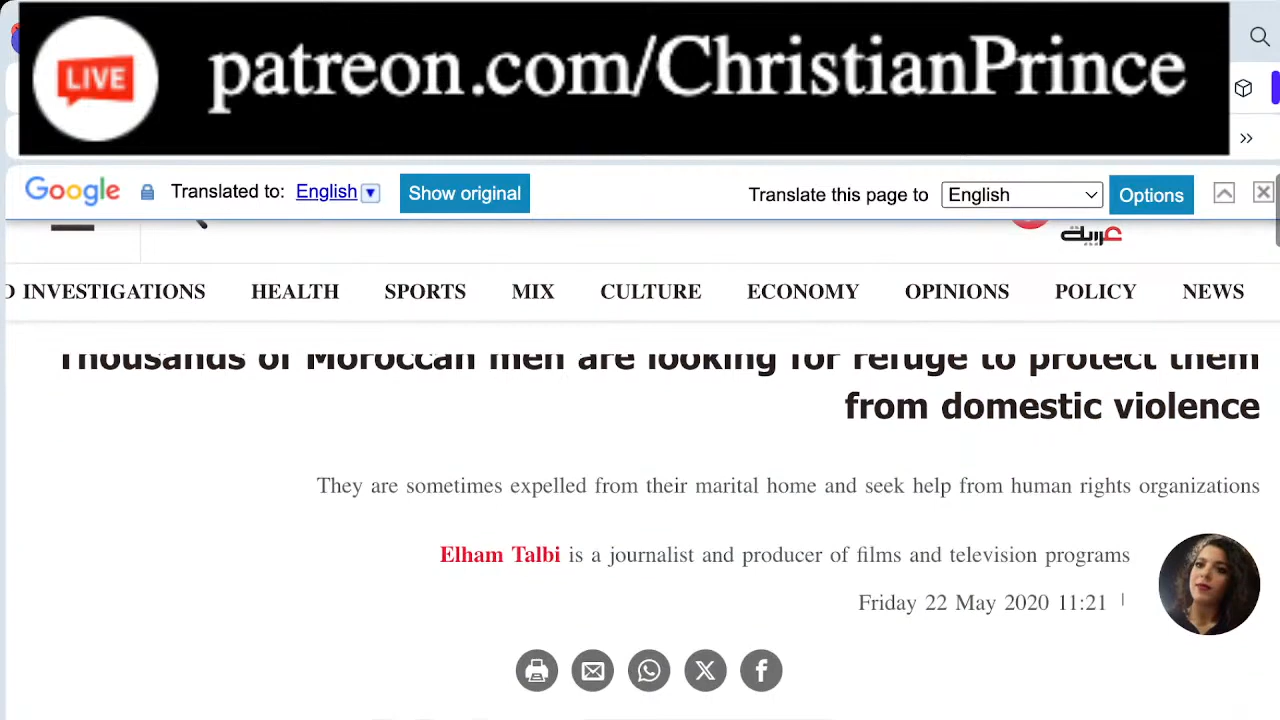 LIVE
patreon.com/ChristianPrince
»
Google Translated to: English Show original Translate this page to English Options
عربية
INVESTIGATIONS HEALTH SPORTS MIX CULTURE ECONOMY OPINIONS POLICY NEWS
Thousands of Moroccan men are looking for refuge to protect them
from domestic violence
They are sometimes expelled from their marital home and seek help from human rights organizations
Elham Talbi is a journalist and producer of films and television programs
Friday 22 May 2020 11:21